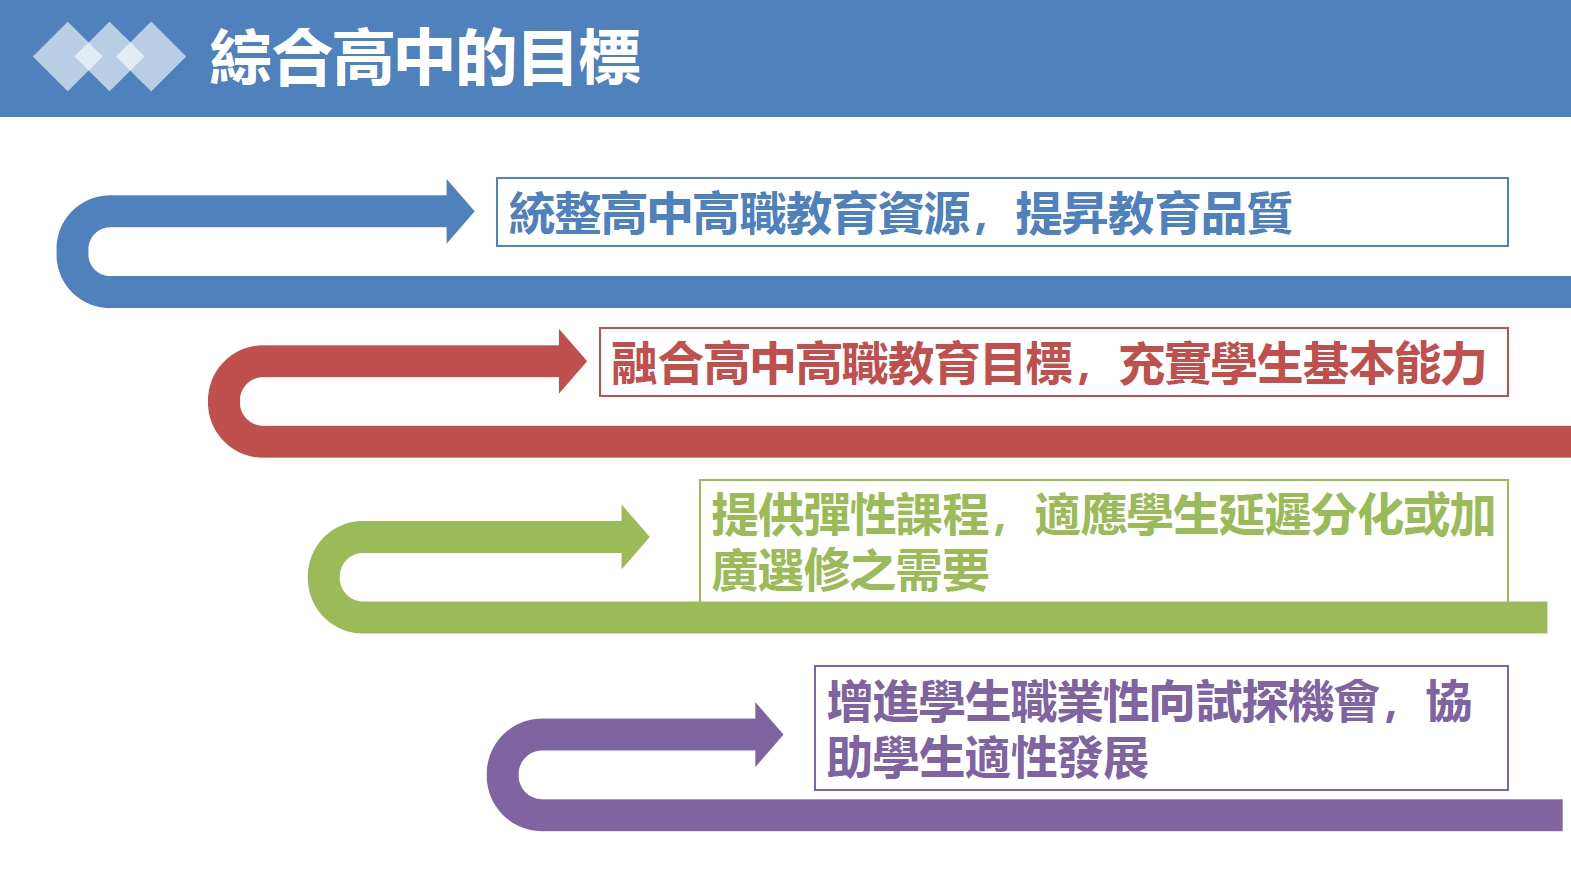 綜合高中的目標
統整高中高職教育資源，提昇教育品質
融合高中高職教育目標，充實學生基本能力
提供彈性課程，適應學生延遲分化或加
廣選修之需要
增進學生職業性向試探機會，協
助學生適性發展